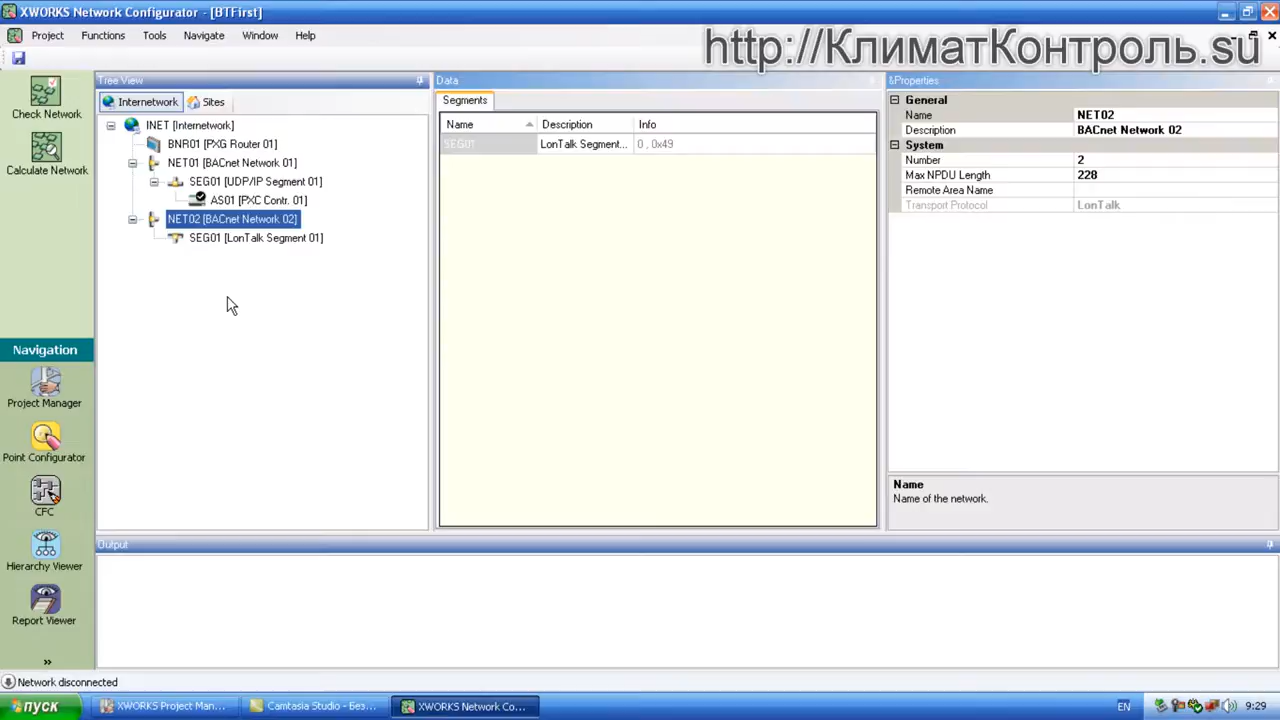 XWORKS Network Configurator - [BTFirst]
Project Functions Tools Navigate Window Help
http://КлиматКонтроль.su
Check Network
Calculate Network
Navigation
Project Manager
Point Configurator
CFC
Hierarchy Viewer
Report Viewer
»
Tree View
Internetwork Sites
INET [Internetwork]
BNR01 [PXG Router 01]
NET01 [BACnet Network 01]
SEG01 [UDP/IP Segment 01]
AS01 [PXC Contr. 01]
NET02 [BACnet Network 02]
SEG01 [LonTalk Segment 01]
Data
Segments
Name Description Info
SEG01 LonTalk Segment... 0 , 0x49
&Properties
General
Name NET02
Description BACnet Network 02
System
Number 2
Max NPDU Length 228
Remote Area Name
Transport Protocol LonTalk
Name
Name of the network.
Output
Network disconnected
пуск XWORKS Project Man... Camtasia Studio - Без... XWORKS Network Co... EN 9:29